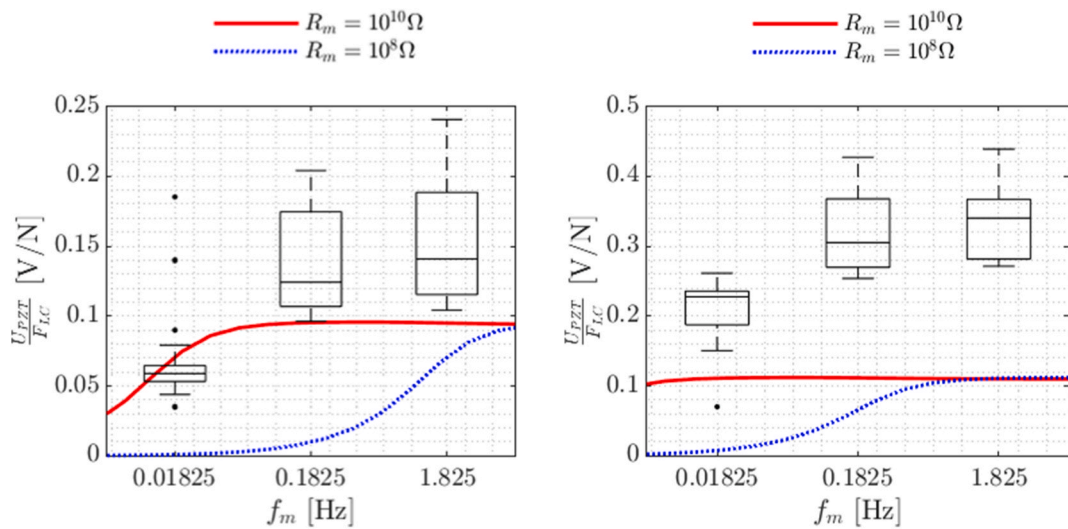 R_m = 10^10 Ω
R_m = 10^8 Ω
0.25
0.2
0.15
0.1
0.05
0
U_PZT/F_LC [V/N]
0.01825 0.1825 1.825
f_m [Hz]
R_m = 10^10 Ω
R_m = 10^8 Ω
0.5
0.4
0.3
0.2
0.1
0
U_PZT/F_LC [V/N]
0.01825 0.1825 1.825
f_m [Hz]